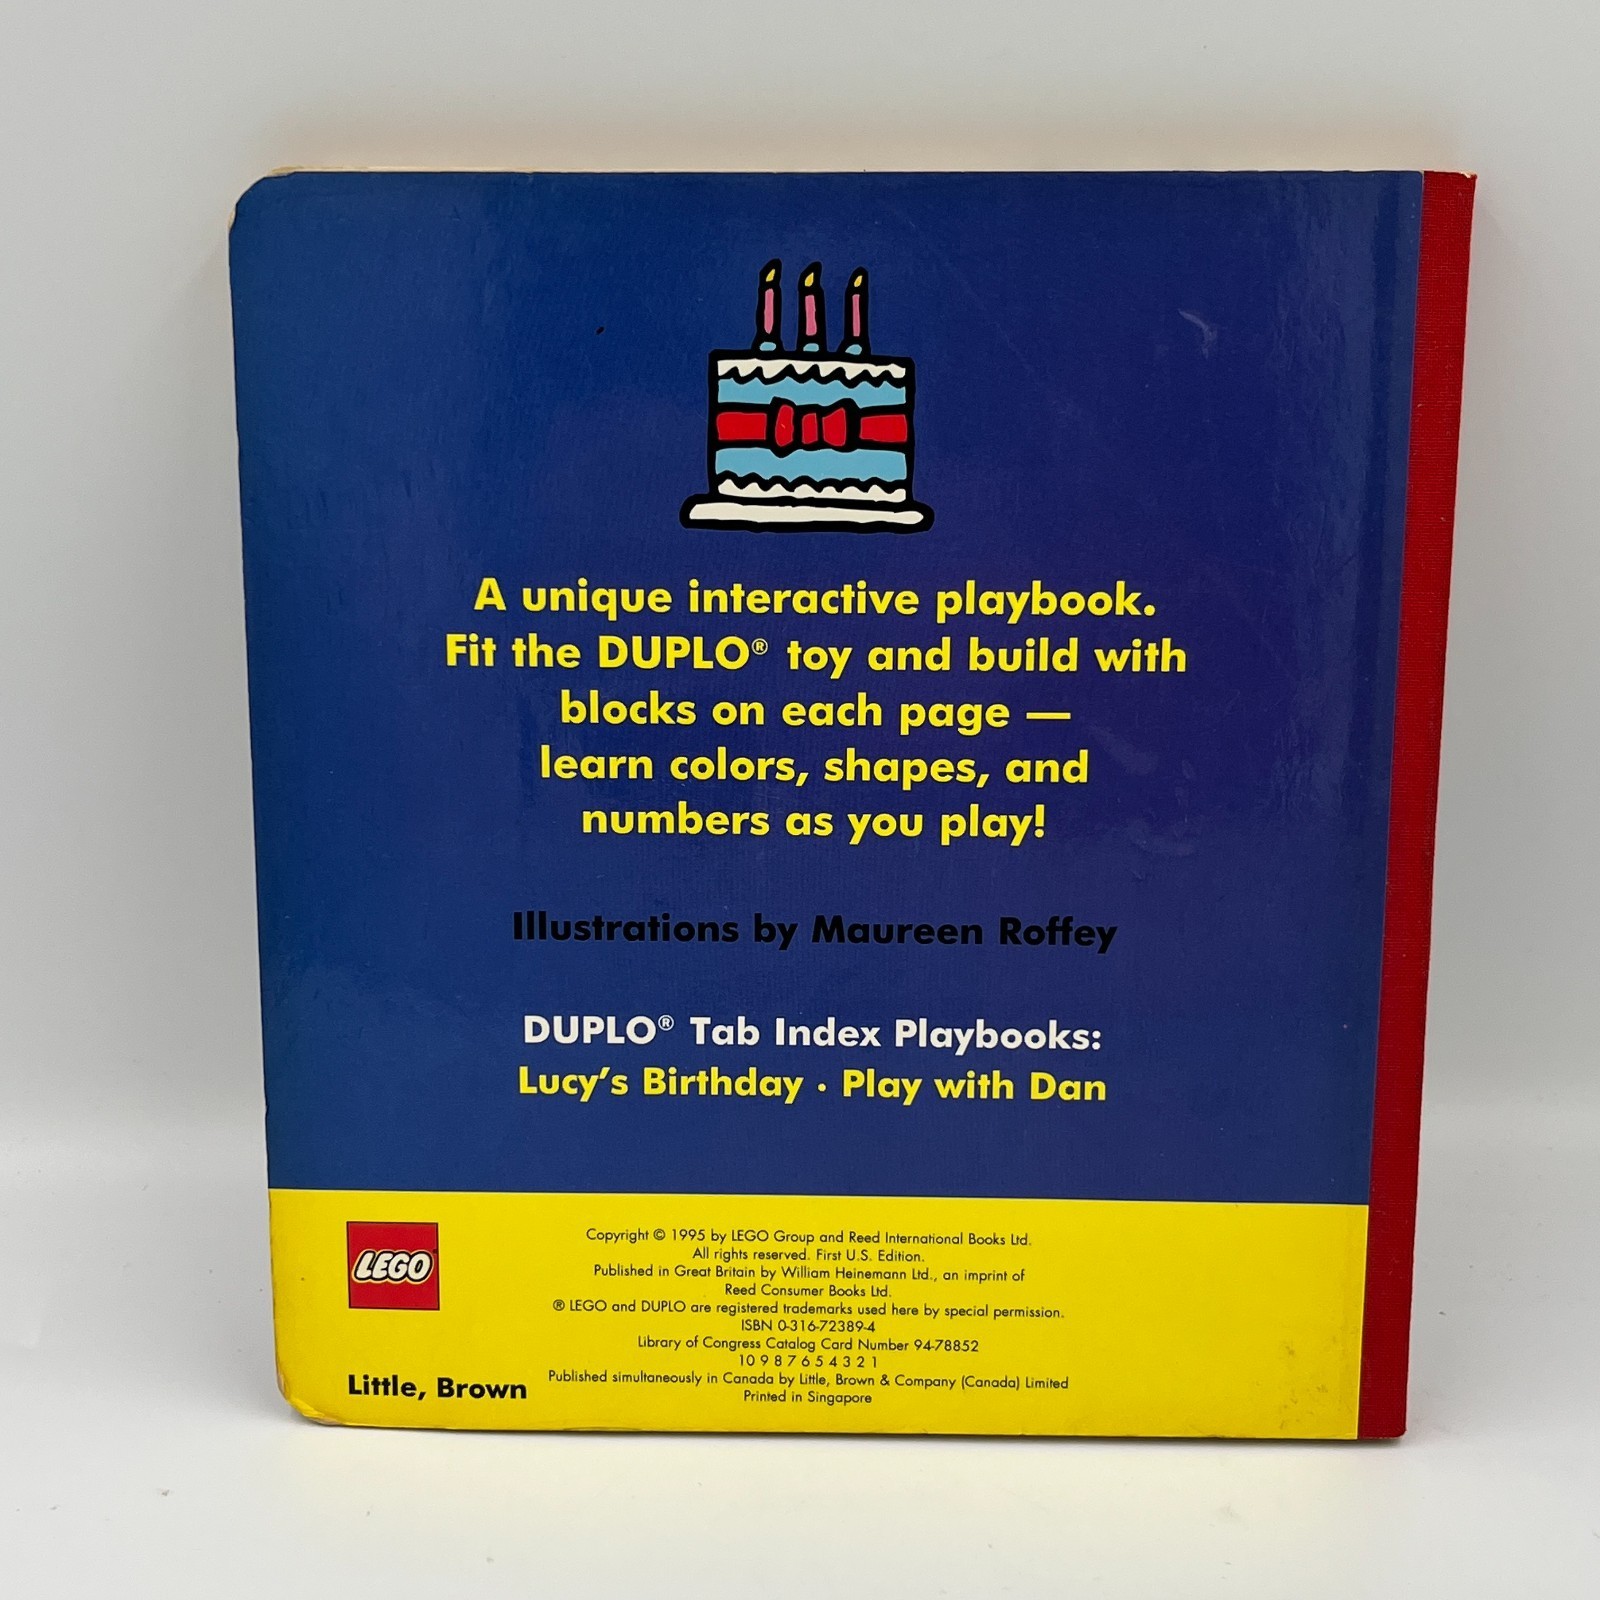 A unique interactive playbook.
Fit the DUPLO® toy and build with
blocks on each page —
learn colors, shapes, and
numbers as you play!
Illustrations by Maureen Roffey
DUPLO® Tab Index Playbooks:
Lucy's Birthday · Play with Dan
LEGO
Copyright © 1995 by LEGO Group and Reed International Books Ltd.
All rights reserved. First U.S. Edition.
Published in Great Britain by William Heinemann Ltd., an imprint of
Reed Consumer Books Ltd.
® LEGO and DUPLO are registered trademarks used here by special permission.
ISBN 0-316-72389-4
Library of Congress Catalog Card Number 94-78852
10 9 8 7 6 5 4 3 2 1
Published simultaneously in Canada by Little, Brown & Company (Canada) Limited
Printed in Singapore
Little, Brown